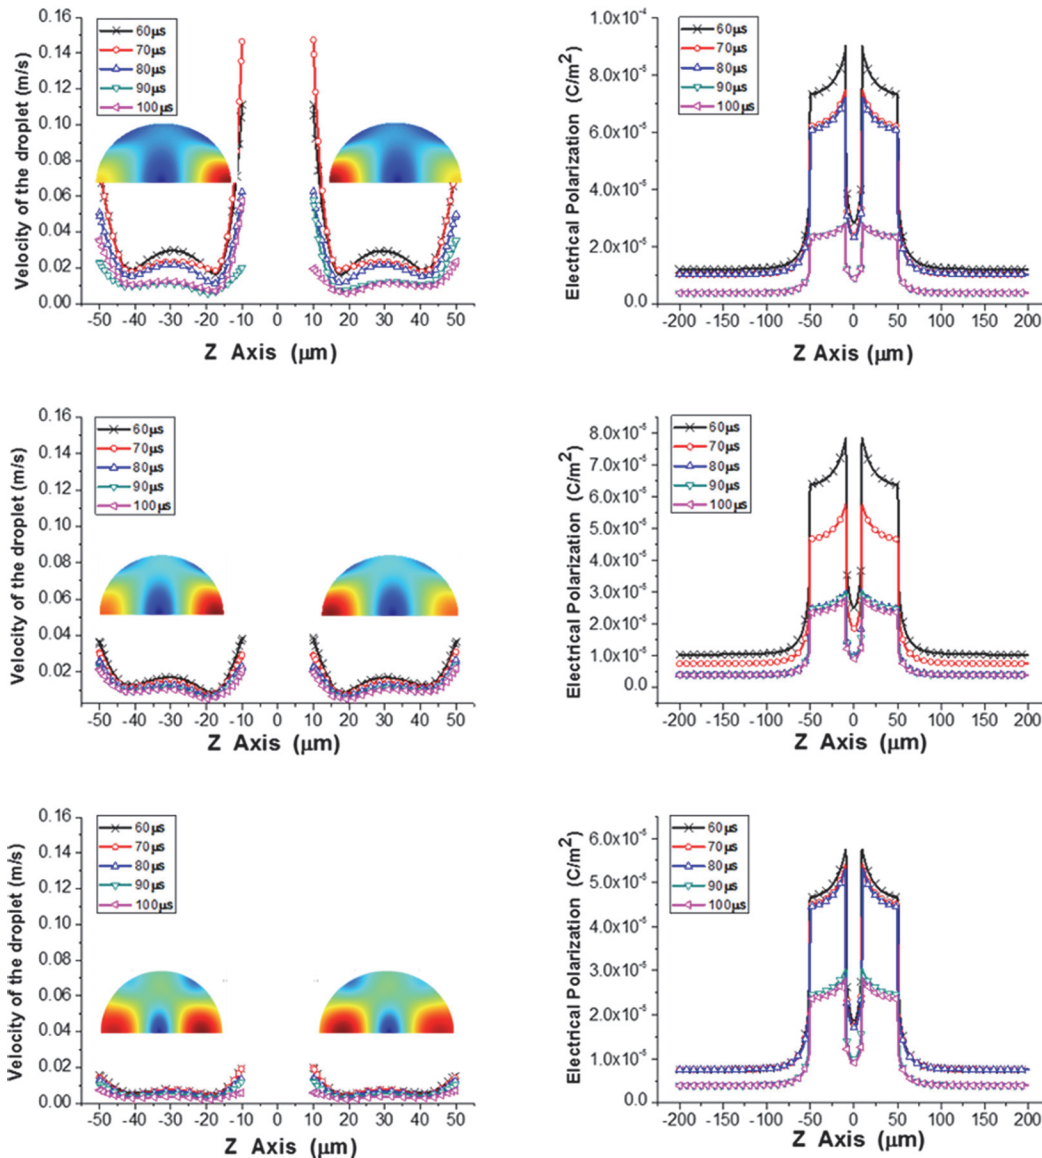 Velocity of the droplet (m/s)
0.16
0.14
0.12
0.10
0.08
0.06
0.04
0.02
0.00
60μs
70μs
80μs
90μs
100μs
-50 -40 -30 -20 -10 0 10 20 30 40 50
Z Axis (μm)
Electrical Polarization (C/m²)
1.0x10⁻⁴
8.0x10⁻⁵
6.0x10⁻⁵
4.0x10⁻⁵
2.0x10⁻⁵
0.0
60μs
70μs
80μs
90μs
100μs
-200 -150 -100 -50 0 50 100 150 200
Z Axis (μm)
Velocity of the droplet (m/s)
0.16
0.14
0.12
0.10
0.08
0.06
0.04
0.02
60μs
70μs
80μs
90μs
100μs
-50 -40 -30 -20 -10 0 10 20 30 40 50
Z Axis (μm)
Electrical Polarization (C/m²)
8.0x10⁻⁵
7.0x10⁻⁵
6.0x10⁻⁵
5.0x10⁻⁵
4.0x10⁻⁵
3.0x10⁻⁵
2.0x10⁻⁵
1.0x10⁻⁵
0.0
60μs
70μs
80μs
90μs
100μs
-200 -150 -100 -50 0 50 100 150 200
Z Axis (μm)
Velocity of the droplet (m/s)
0.16
0.14
0.12
0.10
0.08
0.06
0.04
0.02
0.00
60μs
70μs
80μs
90μs
100μs
-50 -40 -30 -20 -10 0 10 20 30 40 50
Z Axis (μm)
Electrical Polarization (C/m²)
6.0x10⁻⁵
5.0x10⁻⁵
4.0x10⁻⁵
3.0x10⁻⁵
2.0x10⁻⁵
1.0x10⁻⁵
0.0
60μs
70μs
80μs
90μs
100μs
-200 -150 -100 -50 0 50 100 150 200
Z Axis (μm)